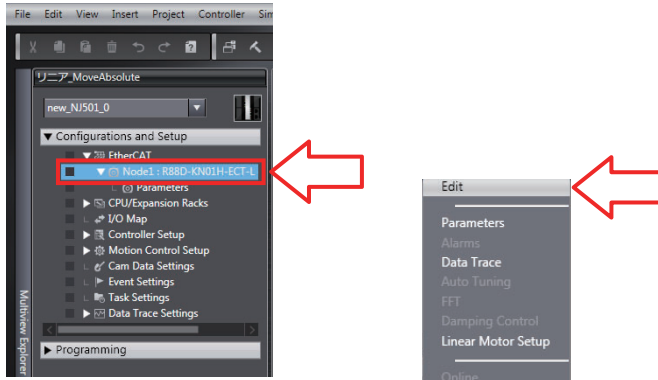 File Edit View Insert Project Controller Sim
リニア_MoveAbsolute
new_NJ501_0
▼ Configurations and Setup
▼ EtherCAT
▼ Node1 : R88D-KN01H-ECT-L
Parameters
▶ CPU/Expansion Racks
I/O Map
▶ Controller Setup
▶ Motion Control Setup
Cam Data Settings
▶ Event Settings
Task Settings
▶ Data Trace Settings
▶ Programming
Multiview Explorer
Edit
Parameters
Alarms
Data Trace
Auto Tuning
FFT
Damping Control
Linear Motor Setup
Online